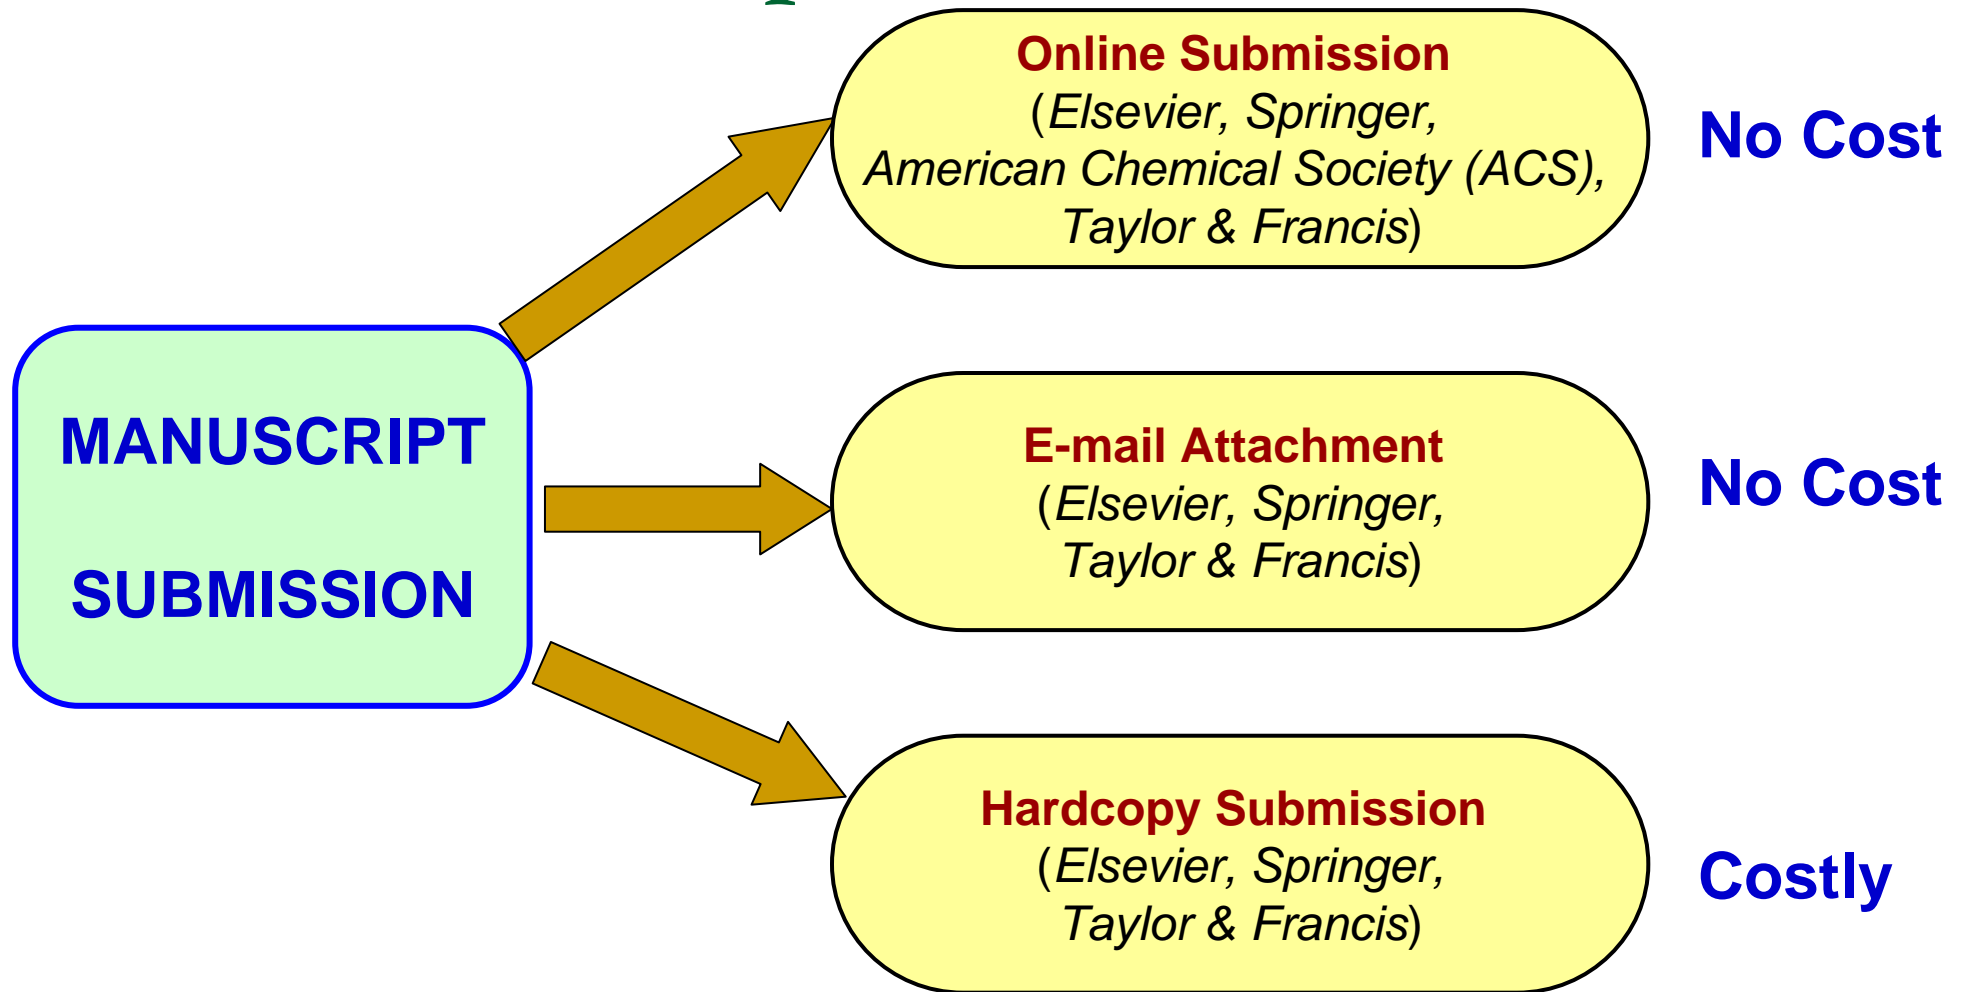 MANUSCRIPT
SUBMISSION
Online Submission
(Elsevier, Springer,
American Chemical Society (ACS),
Taylor & Francis)
No Cost
E-mail Attachment
(Elsevier, Springer,
Taylor & Francis)
No Cost
Hardcopy Submission
(Elsevier, Springer,
Taylor & Francis)
Costly